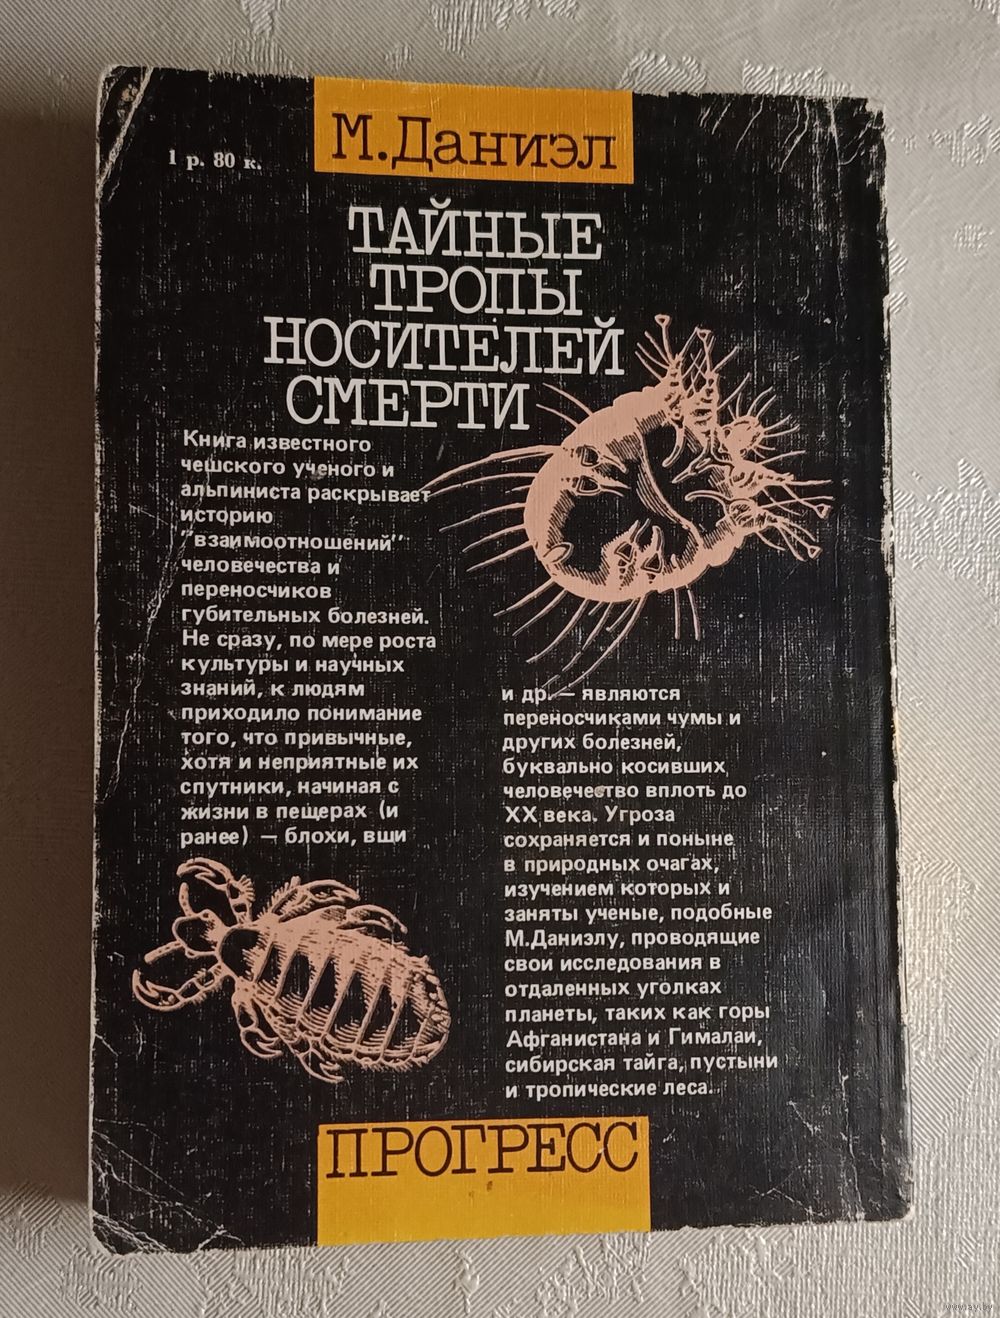 1 р. 80 к.
М.Даниэл
ТАЙНЫЕ
ТРОПЫ
НОСИТЕЛЕЙ
СМЕРТИ
Книга известного
чешского ученого и
альпиниста раскрывает
историю
"взаимоотношений"
человечества и
переносчиков
губительных болезней.
Не сразу, по мере роста
культуры и научных
знаний, к людям
приходило понимание
того, что привычные,
хотя и неприятные их
спутники, начиная с
жизни в пещерах (и
ранее) — блохи, вши
и др. — являются
переносчиками чумы и
других болезней,
буквально косивших
человечество вплоть до
XX века. Угроза
сохраняется и поныне
в природных очагах,
изучением которых и
заняты ученые, подобные
М.Даниэлу, проводящие
свои исследования в
отдаленных уголках
планеты, таких как горы
Афганистана и Гималаи,
сибирская тайга, пустыни
и тропические леса.
ПРОГРЕСС
www.ay.by